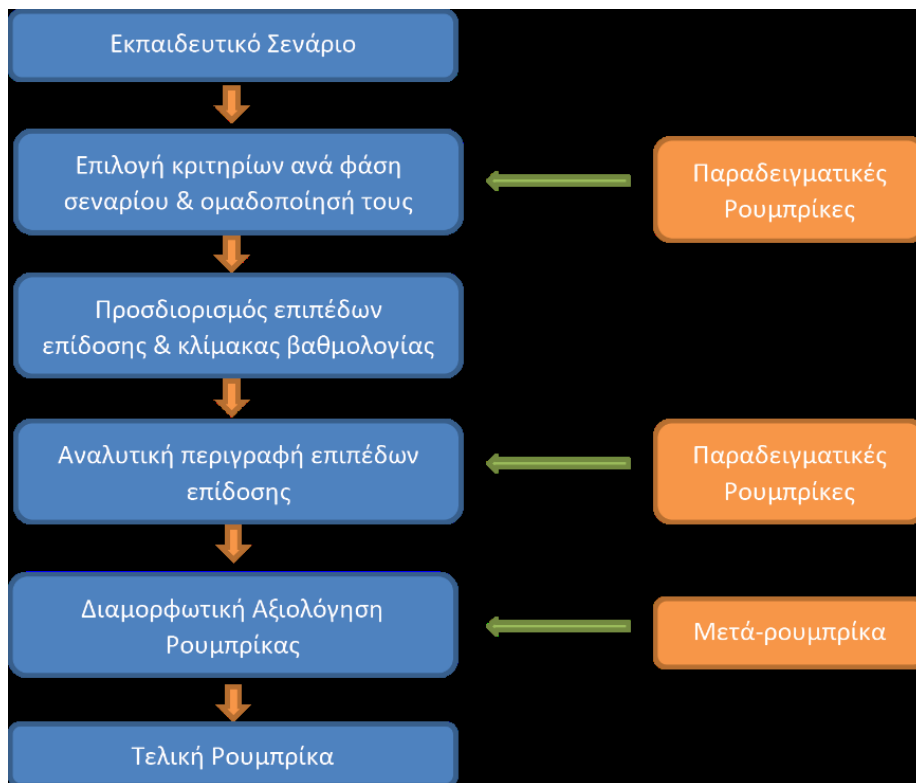 Εκπαιδευτικό Σενάριο
Επιλογή κριτηρίων ανά φάση
σεναρίου & ομαδοποίησή τους
Παραδειγματικές
Ρουμπρίκες
Προσδιορισμός επιπέδων
επίδοσης & κλίμακας βαθμολογίας
Αναλυτική περιγραφή επιπέδων
επίδοσης
Παραδειγματικές
Ρουμπρίκες
Διαμορφωτική Αξιολόγηση
Ρουμπρίκας
Μετά-ρουμπρίκα
Τελική Ρουμπρίκα